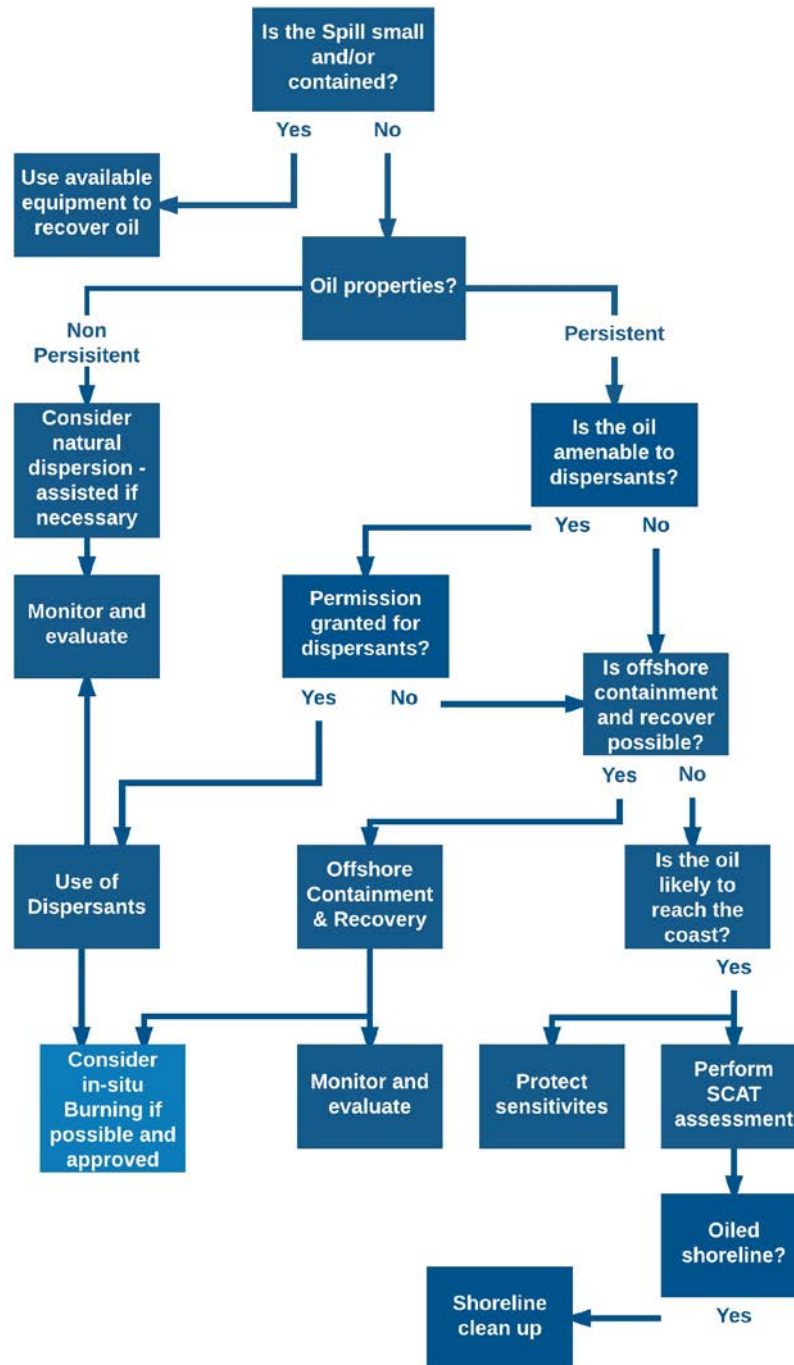 Is the Spill small
and/or
contained?
Yes
No
Use available
equipment to
recover oil
Oil properties?
Non
Persisitent
Persistent
Consider
natural
dispersion -
assisted if
necessary
Is the oil
amenable to
dispersants?
Yes
No
Monitor and
evaluate
Permission
granted for
dispersants?
Is offshore
containment
and recover
possible?
Yes
No
Yes
No
Use of
Dispersants
Offshore
Containment
& Recovery
Is the oil
likely to
reach the
coast?
Yes
Consider
in-situ
Burning if
possible and
approved
Monitor and
evaluate
Protect
sensitivites
Perform
SCAT
assessment
Oiled
shoreline?
Yes
Shoreline
clean up